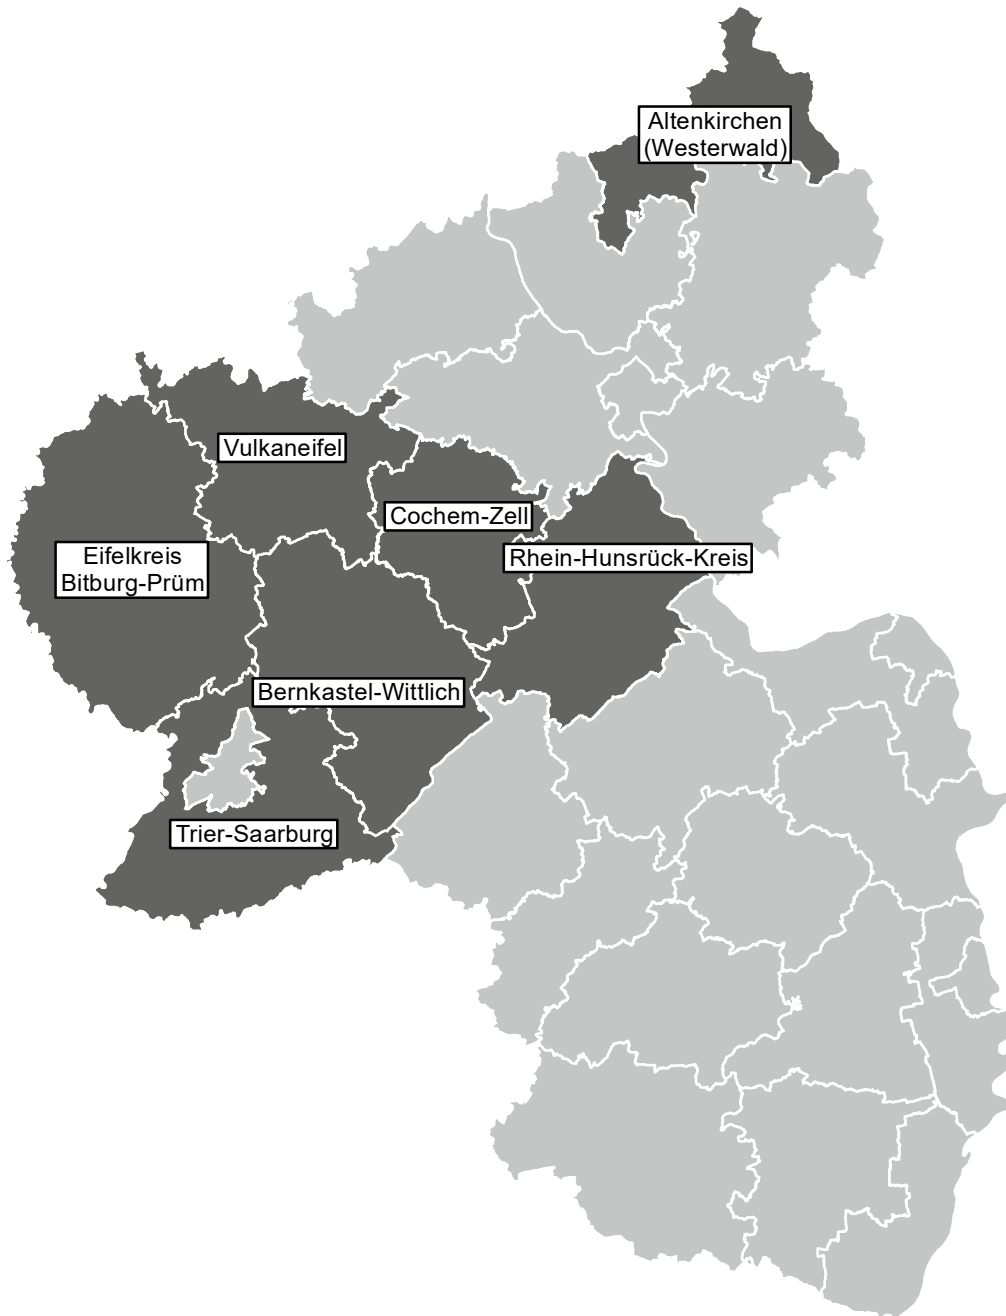 Altenkirchen
(Westerwald)
Vulkaneifel
Cochem-Zell
Eifelkreis
Bitburg-Prüm
Rhein-Hunsrück-Kreis
Bernkastel-Wittlich
Trier-Saarburg